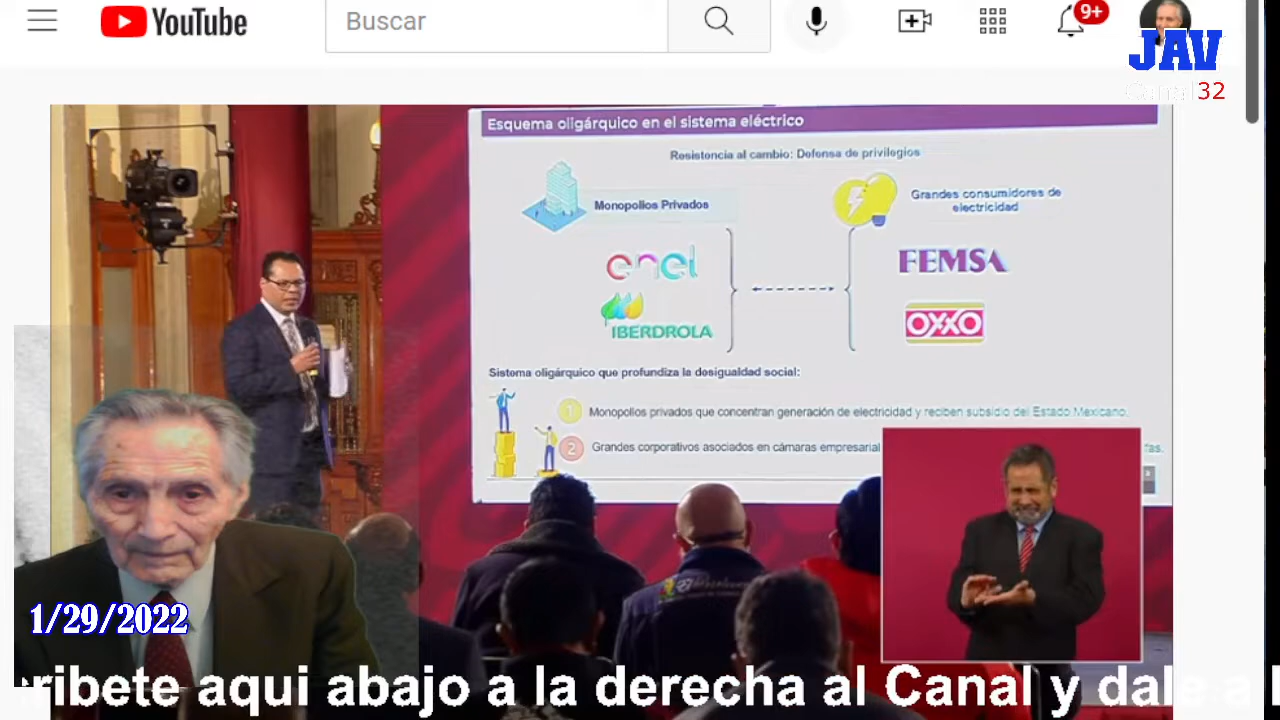 YouTube
Buscar
9+
JAV
Canal 32
Esquema oligárquico en el sistema eléctrico
Resistencia al cambio: Defensa de privilegios
Monopolios Privados
Grandes consumidores de
electricidad
enel
IBERDROLA
FEMSA
OXXO
Sistema oligárquico que profundiza la desigualdad social:
1 Monopolios privados que concentran generación de electricidad y reciben subsidio del Estado Mexicano.
2 Grandes corporativos asociados en cámaras empresarial
fas.
1/29/2022
ribete aqui abajo a la derecha al Canal y dale a l